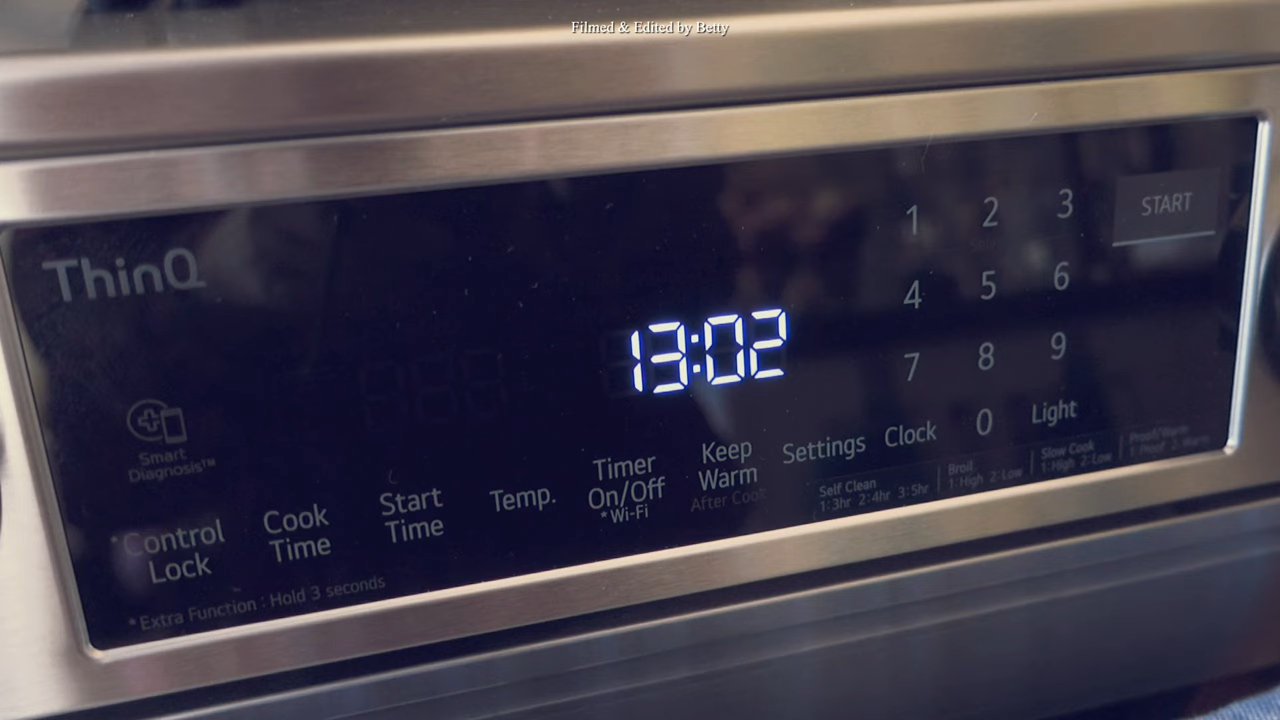 Filmed & Edited by Betty
ThinQ
13:02
1 2 3
START
4 5 6
7 8 9
0
Smart
Diagnosis™
* Control
Lock
Cook
Time
Start
Time
Temp.
Timer
On/Off
* Wi-Fi
Keep
Warm
After Cook
Settings
Clock
Light
Self Clean
1:3hr 2:4hr 3:5hr
Broil
1:High 2:Low
Slow Cook
1:High 2:Low
Proof/Warm
1:Proof 2:Warm
* Extra Function : Hold 3 seconds